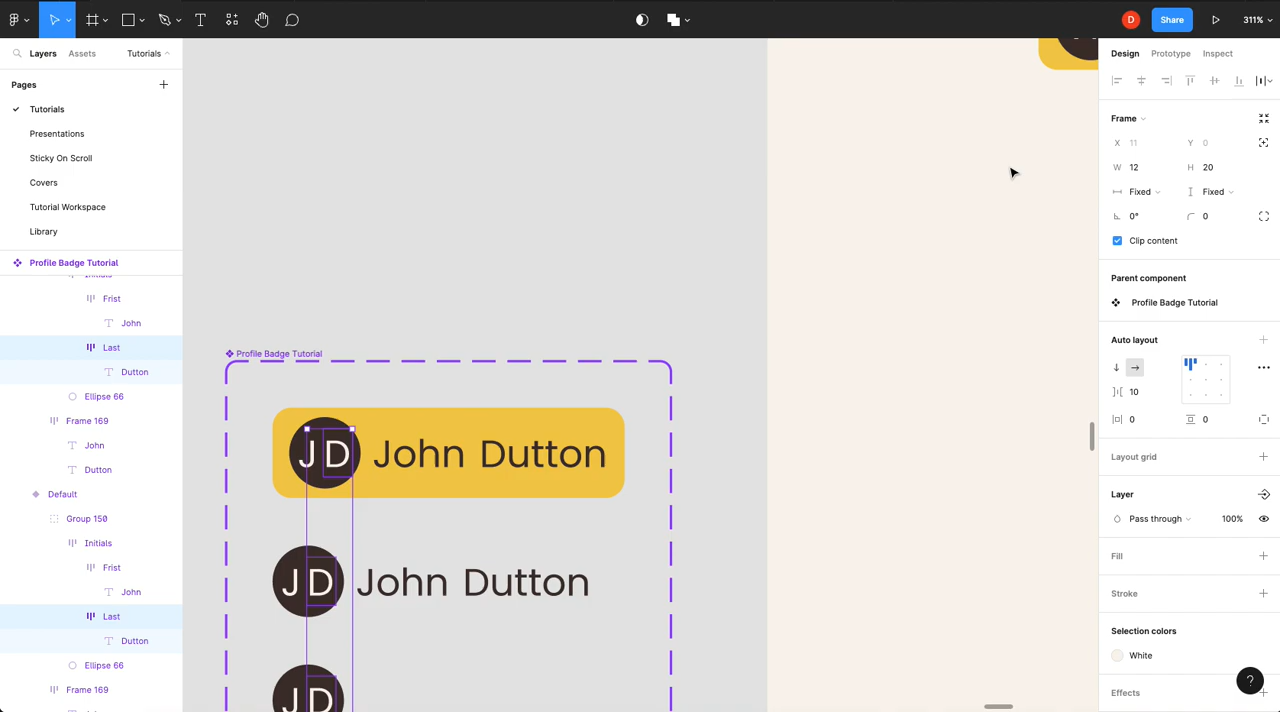 D
Share
311%
Layers
Assets
Tutorials
Design
Prototype
Inspect
Pages
Tutorials
Presentations
Sticky On Scroll
Covers
Tutorial Workspace
Library
Profile Badge Tutorial
Initials
Frist
John
Last
Dutton
Ellipse 66
Frame 169
John
Dutton
Default
Group 150
Initials
Frist
John
Last
Dutton
Ellipse 66
Frame 169
Profile Badge Tutorial
JD John Dutton
JD John Dutton
JD
Frame
X 11
Y 0
W 12
H 20
Fixed
Fixed
0°
0
Clip content
Parent component
Profile Badge Tutorial
Auto layout
10
0
0
Layout grid
Layer
Pass through
100%
Fill
Stroke
Selection colors
White
Effects
?